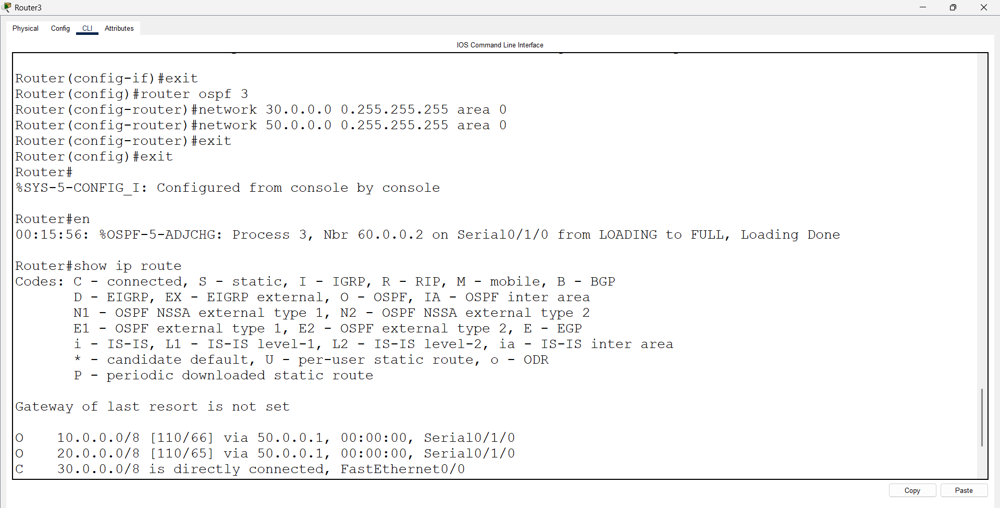 Router3
Physical Config CLI Attributes
IOS Command Line Interface
Router(config-if)#exit
Router(config)#router ospf 3
Router(config-router)#network 30.0.0.0 0.255.255.255 area 0
Router(config-router)#network 50.0.0.0 0.255.255.255 area 0
Router(config-router)#exit
Router(config)#exit
Router#
%SYS-5-CONFIG_I: Configured from console by console
Router#en
00:15:56: %OSPF-5-ADJCHG: Process 3, Nbr 60.0.0.2 on Serial0/1/0 from LOADING to FULL, Loading Done
Router#show ip route
Codes: C - connected, S - static, I - IGRP, R - RIP, M - mobile, B - BGP
D - EIGRP, EX - EIGRP external, O - OSPF, IA - OSPF inter area
N1 - OSPF NSSA external type 1, N2 - OSPF NSSA external type 2
E1 - OSPF external type 1, E2 - OSPF external type 2, E - EGP
i - IS-IS, L1 - IS-IS level-1, L2 - IS-IS level-2, ia - IS-IS inter area
* - candidate default, U - per-user static route, o - ODR
P - periodic downloaded static route
Gateway of last resort is not set
O 10.0.0.0/8 [110/66] via 50.0.0.1, 00:00:00, Serial0/1/0
O 20.0.0.0/8 [110/65] via 50.0.0.1, 00:00:00, Serial0/1/0
C 30.0.0.0/8 is directly connected, FastEthernet0/0
Copy Paste